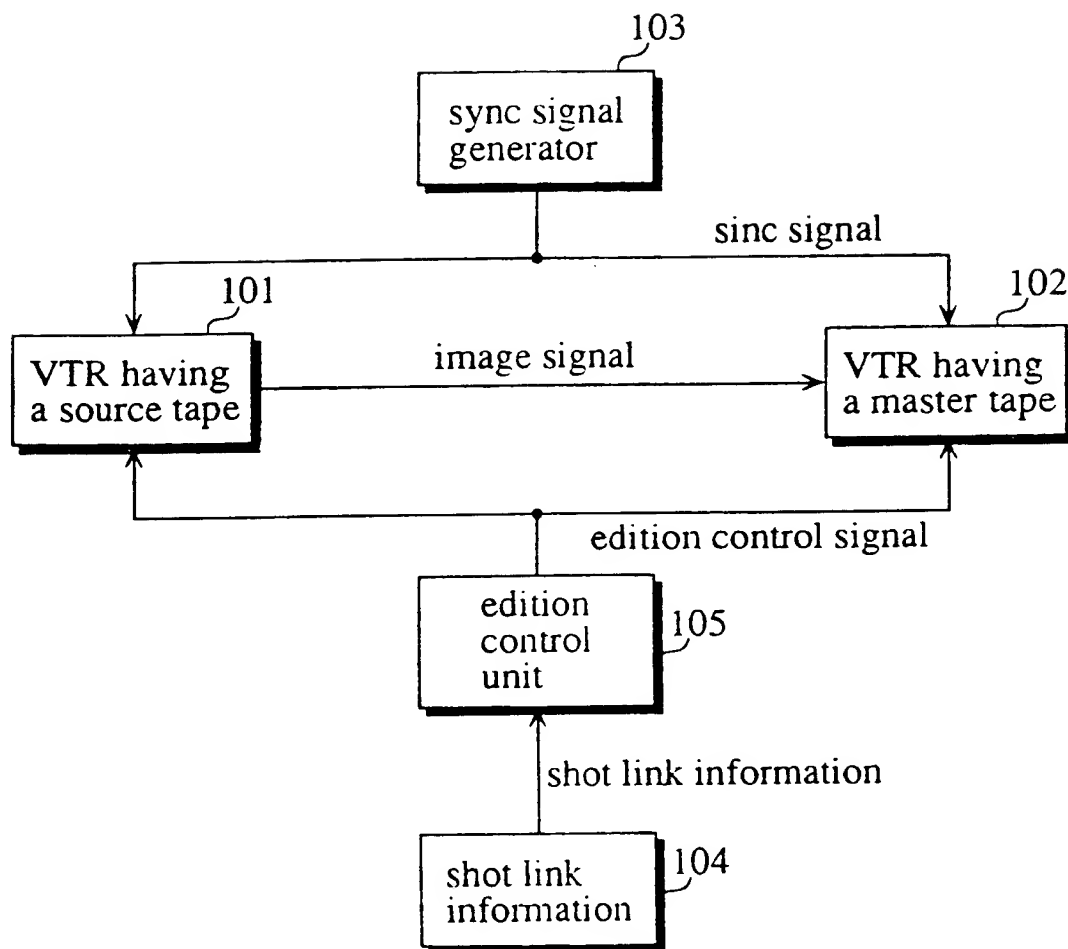 103
sync signal
generator
sinc signal
101
102
VTR having
a source tape
image signal
VTR having
a master tape
edition control signal
edition
control
unit
105
shot link information
104
shot link
information